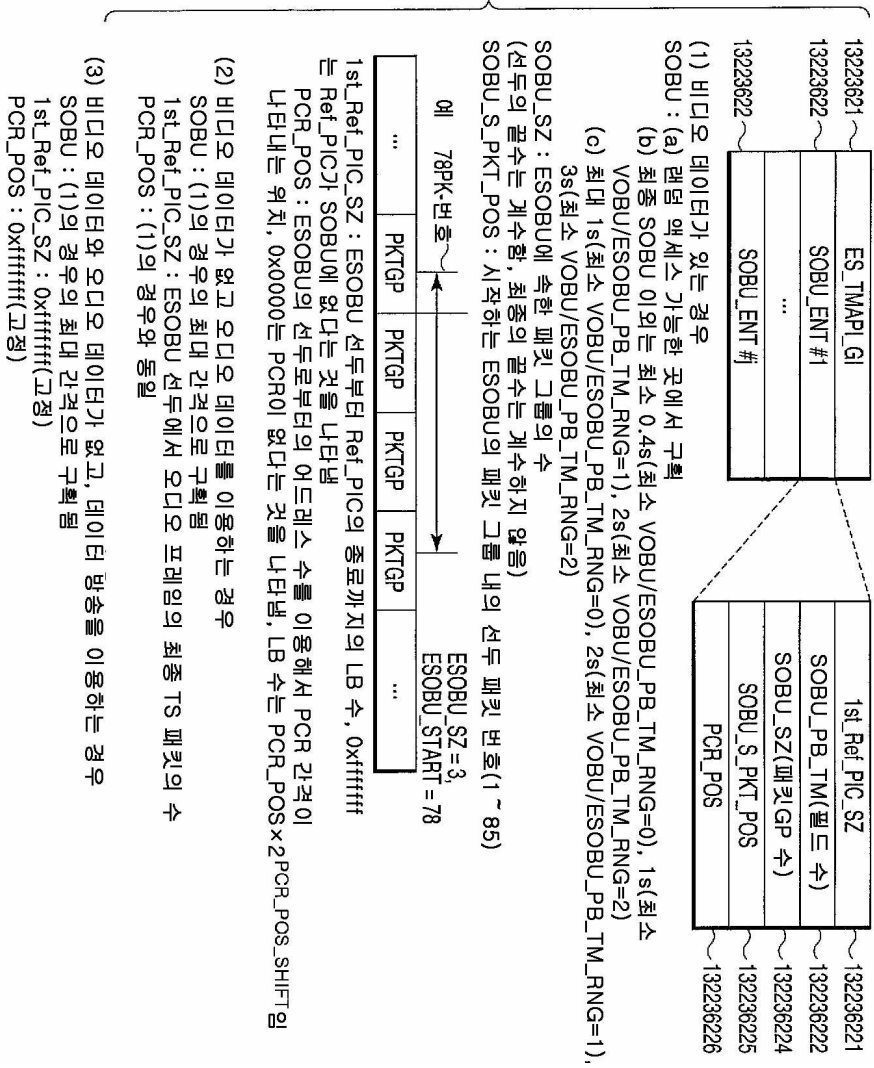 13223621
ES_TMAPI_GI
13223622
SOBU_ENT #1
...
13223622
SOBU_ENT #j
1st_Ref_PIC_SZ
132236221
SOBU_PB_TM(필드 수)
132236222
SOBU_SZ(패킷GP 수)
132236224
SOBU_S_PKT_POS
132236225
PCR_POS
132236226
(1) 비디오 데이터가 있는 경우
SOBU : (a) 랜덤 액세스 가능한 곳에서 구획
(b) 최종 SOBU 이외는 최소 0.4s(최소 VOBU/ESOBU_PB_TM_RNG=0), 1s(최소
VOBU/ESOBU_PB_TM_RNG=1), 2s(최소 VOBU/ESOBU_PB_TM_RNG=2)
(c) 최대 1s(최소 VOBU/ESOBU_PB_TM_RNG=0), 2s(최소 VOBU/ESOBU_PB_TM_RNG=1),
3s(최소 VOBU/ESOBU_PB_TM_RNG=2)
SOBU_SZ : ESOBU에 속한 패킷 그룹의 수
(선두의 끝수는 계수함, 최종의 끝수는 계수하지 않음)
SOBU_S_PKT_POS : 시작하는 ESOBU의 패킷 그룹 내의 선두 패킷 번호(1~85)
예 78PK-번호
ESOBU_SZ = 3,
ESOBU_START = 78
... PKTGP PKTGP PKTGP PKTGP ...
1st_Ref_PIC_SZ : ESOBU 선두부터 Ref_PIC의 종료까지의 LB 수, 0xfffffff
는 Ref_PIC가 SOBU에 없다는 것을 나타냄
PCR_POS : ESOBU의 선두로부터의 어드레스 수를 이용해서 PCR 간격이
나타내는 위치, 0x0000는 PCR이 없다는 것을 나타냄, LB 수는 PCR_POS×2^PCR_POS_SHIFT임
(2) 비디오 데이터가 없고 오디오 데이터를 이용하는 경우
SOBU : (1)의 경우의 최대 간격으로 구획됨
1st_Ref_PIC_SZ : ESOBU 선두에서 오디오 프레임의 최종 TS 패킷의 수
PCR_POS : (1)의 경우와 동일
(3) 비디오 데이터와 오디오 데이터가 없고, 데이터 방송을 이용하는 경우
SOBU : (1)의 경우의 최대 간격으로 구획됨
1st_Ref_PIC_SZ : 0xfffffff(고정)
PCR_POS : 0xfffffff(고정)